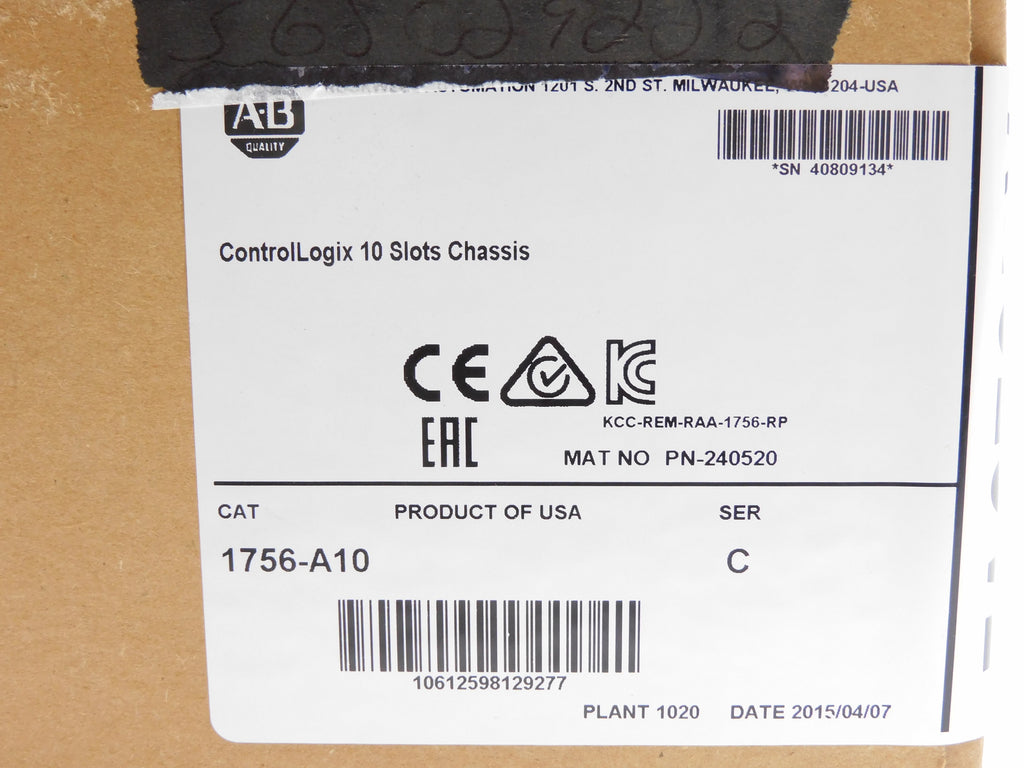 1201 S. 2ND ST. MILWAUKEE, 204-USA
A·B
QUALITY
*SN 40809134*
ControlLogix 10 Slots Chassis
CE
KC
EAC
KCC-REM-RAA-1756-RP
MAT NO PN-240520
CAT PRODUCT OF USA SER
1756-A10 C
10612598129277
PLANT 1020 DATE 2015/04/07